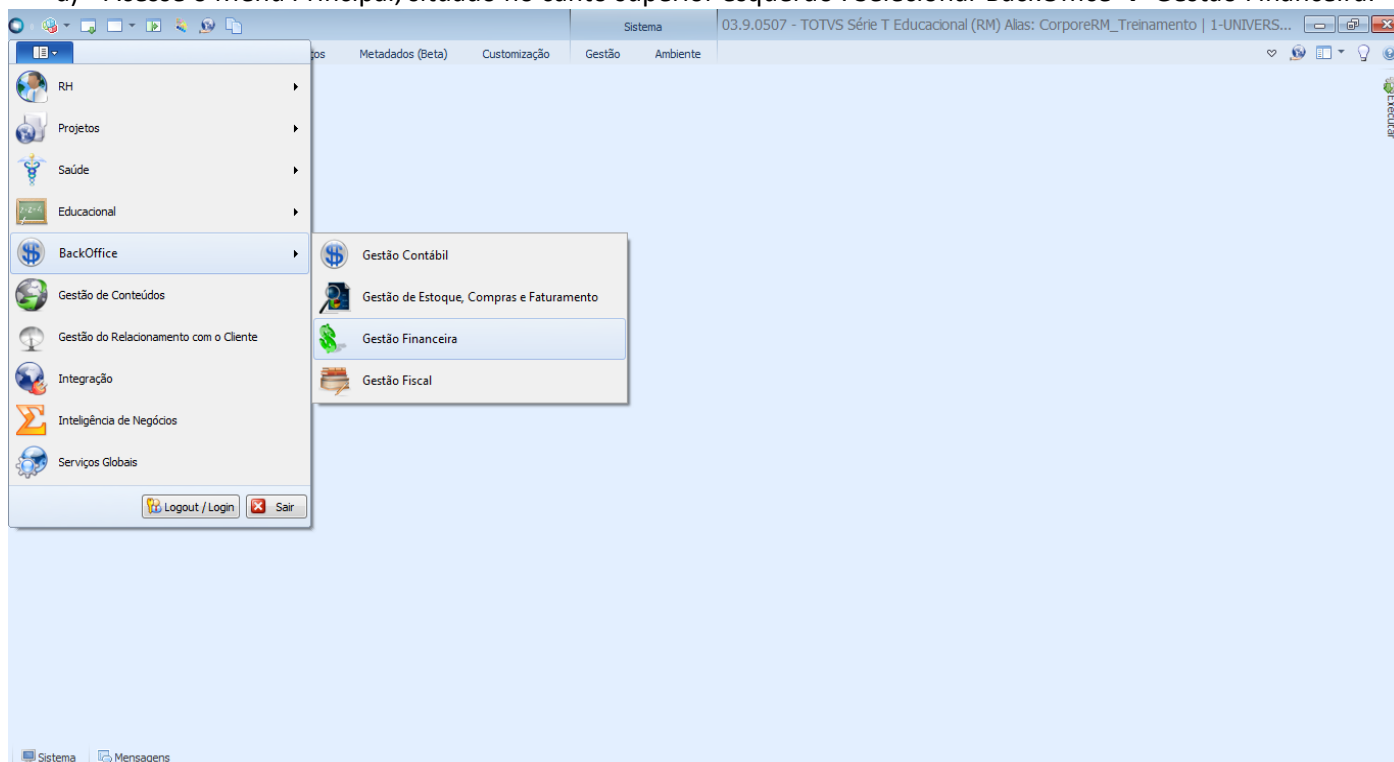 Sistema
03.9.0507 - TOTVS Série T Educacional (RM) Alias: CorporeRM_Treinamento | 1-UNIVERS...
tos Metadados (Beta) Customização Gestão Ambiente
Executar
RH
Projetos
Saúde
Educacional
BackOffice
Gestão Contábil
Gestão de Conteúdos
Gestão de Estoque, Compras e Faturamento
Gestão do Relacionamento com o Cliente
Gestão Financeira
Integração
Gestão Fiscal
Inteligência de Negócios
Serviços Globais
Logout / Login Sair
Sistema Mensagens